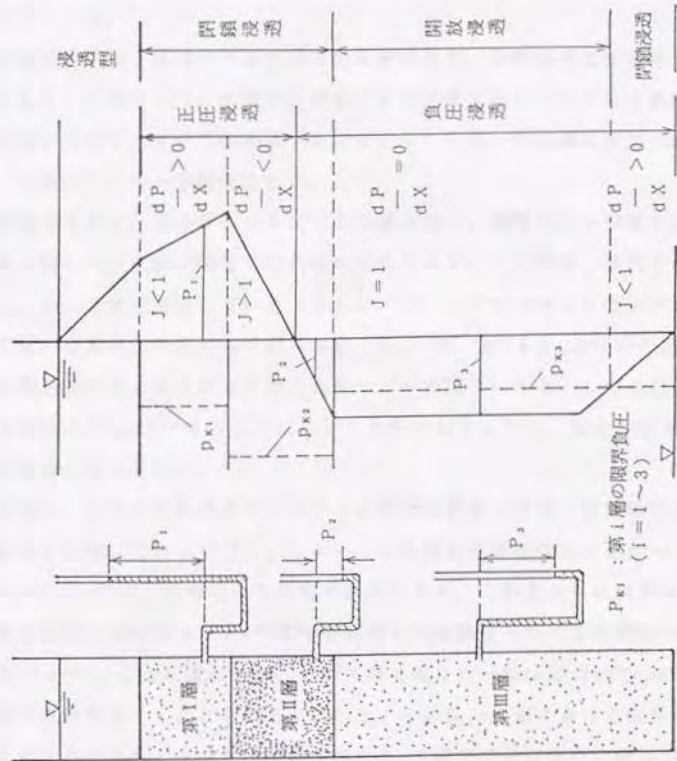 浸透型
閉鎖浸透
開放浸透
閉鎖浸透
正圧浸透
負圧浸透
dP/dX > 0
dP/dX < 0
dP/dX = 0
dP/dX > 0
J < 1
J > 1
i = 1
i < 1
P₁
P₂
P₃
pK1
pK2
pK3
P₁
P₂
P₃
第Ⅰ層
第Ⅱ層
第Ⅲ層
PKi : 第i層の限界負圧
(i = 1 ~ 3)